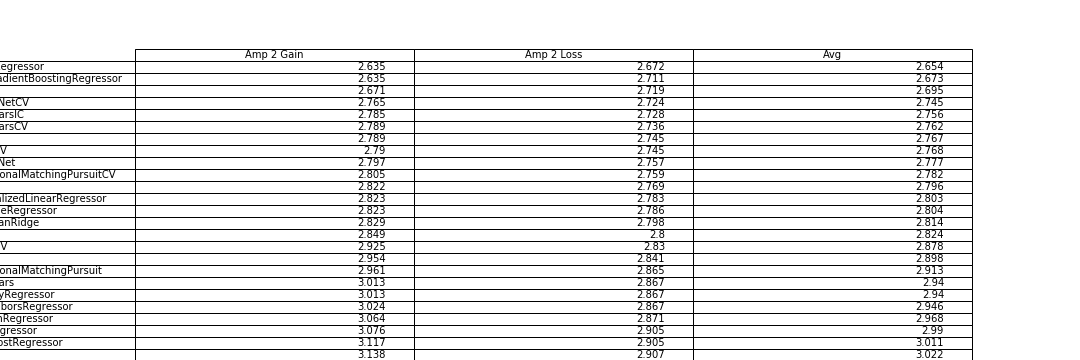 Amp 2 Gain Amp 2 Loss Avg
egressor 2.635 2.672 2.654
adientBoostingRegressor 2.635 2.711 2.673
2.671 2.719 2.695
NetCV 2.765 2.724 2.745
arsIC 2.785 2.728 2.756
arsCV 2.789 2.736 2.762
2.789 2.745 2.767
V 2.79 2.745 2.768
Net 2.797 2.757 2.777
onalMatchingPursuitCV 2.805 2.759 2.782
2.822 2.769 2.796
alizedLinearRegressor 2.823 2.783 2.803
eRegressor 2.823 2.786 2.804
anRidge 2.829 2.798 2.814
2.849 2.8 2.824
V 2.925 2.83 2.878
2.954 2.841 2.898
onalMatchingPursuit 2.961 2.865 2.913
ars 3.013 2.867 2.94
yRegressor 3.013 2.867 2.94
borsRegressor 3.024 2.867 2.946
nRegressor 3.064 2.871 2.968
gressor 3.076 2.905 2.99
ostRegressor 3.117 2.905 3.011
3.138 2.907 3.022